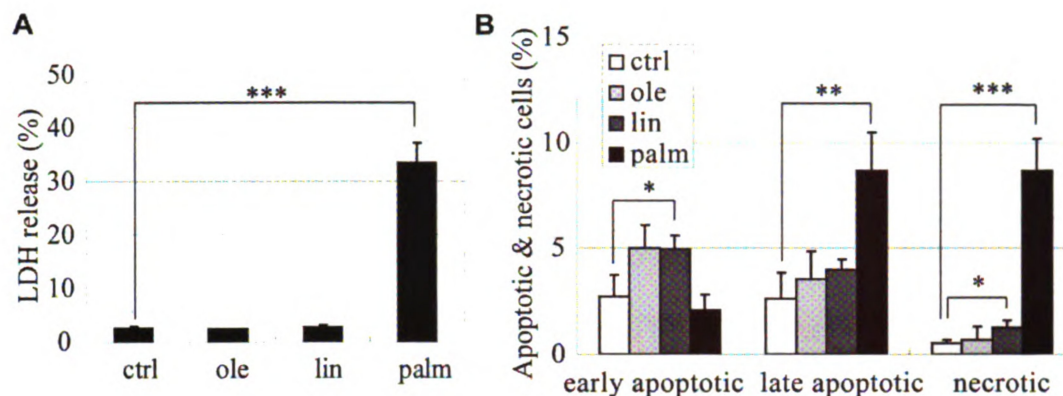 A
LDH release (%)
50
40
30
20
10
0
***
ctrl ole lin palm
B
Apoptotic & necrotic cells (%)
15
10
5
0
ctrl
ole
lin
palm
*
**
***
*
early apoptotic late apoptotic necrotic